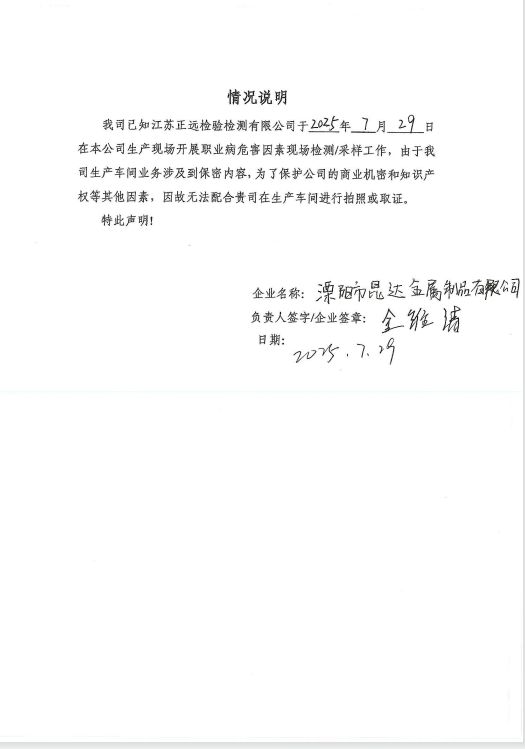 情况说明
我司已知江苏正远检验检测有限公司于2025年7月29日
在本公司生产现场开展职业病危害因素现场检测/采样工作，由于我
司生产车间业务涉及到保密内容，为了保护公司的商业机密和知识产
权等其他因素，因故无法配合贵司在生产车间进行拍照或取证。
特此声明！
企业名称：溧阳市昆达金属制品有限公司
负责人签字/企业签章：金维清
日期：
2025.7.29